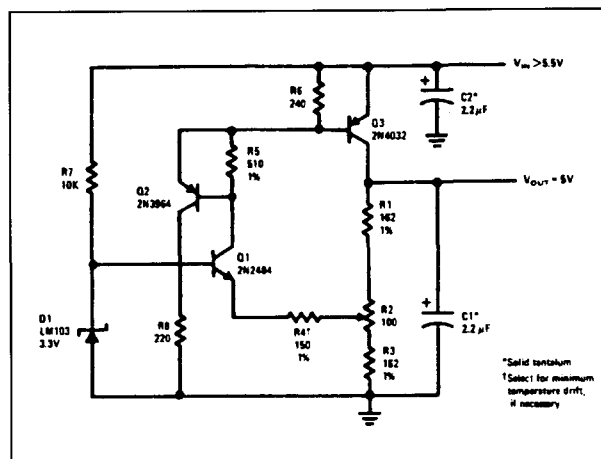 VIN >5.5V
R6
240
+
C2*
2.2µF
Q3
2N4032
R7
10K
R5
510
1%
Q2
2N3964
VOUT = 5V
R1
162
1%
Q1
2N2484
D1
LM103
3.3V
R8
220
R4†
150
1%
R2
100
R3
162
1%
+
C1*
2.2µF
*Solid tantalum
†Select for minimum
temperature drift,
if necessary